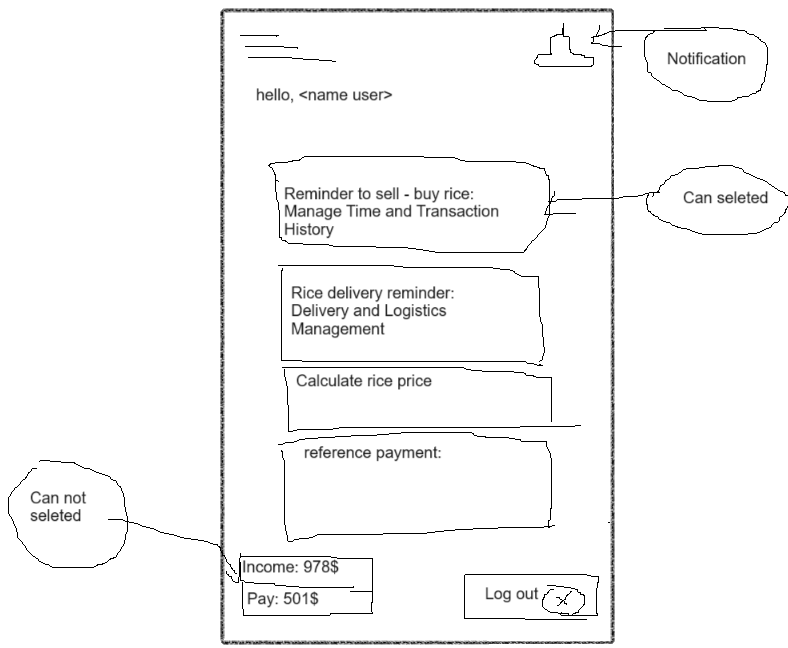 Notification
hello, <name user>
Reminder to sell - buy rice:
Manage Time and Transaction
History
Can seleted
Rice delivery reminder:
Delivery and Logistics
Management
Calculate rice price
reference payment:
Can not
seleted
Income: 978$
Pay: 501$
Log out